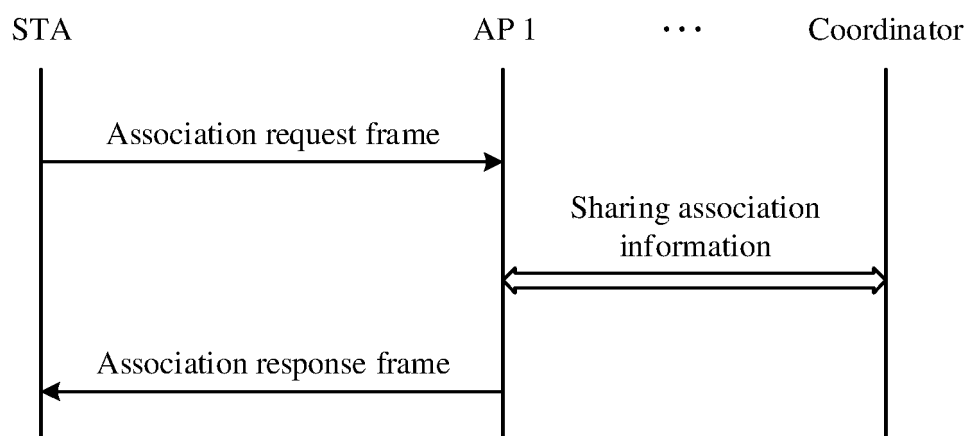 STA AP 1 ··· Coordinator
Association request frame
Sharing association
information
Association response frame